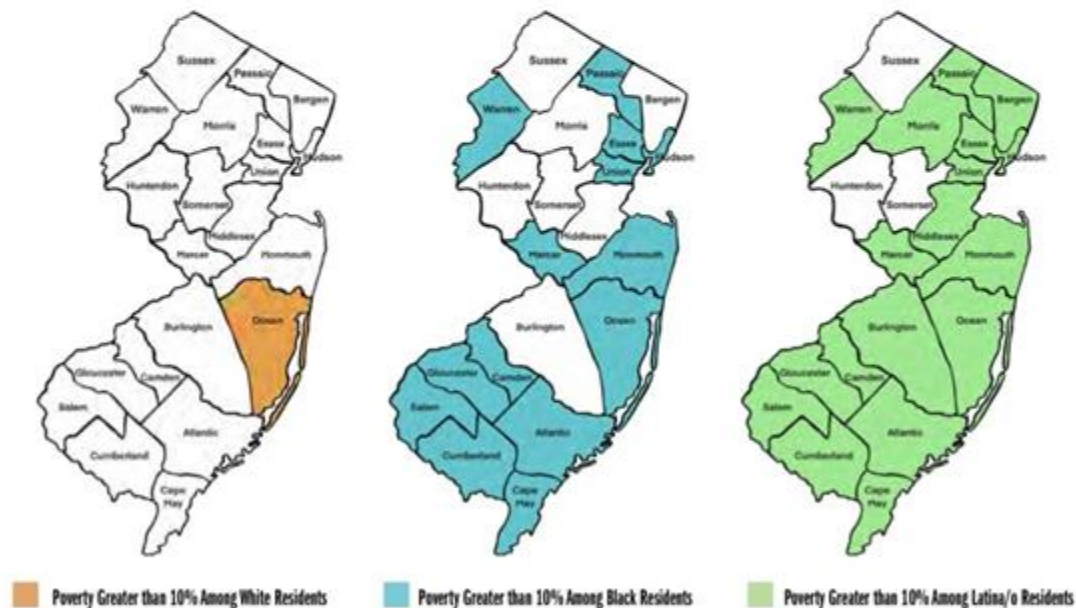 Sussex
Passaic
Bergen
Warren
Morris
Essex
Hudson
Union
Hunterdon
Somerset
Middlesex
Mercer
Monmouth
Ocean
Burlington
Gloucester
Camden
Salem
Atlantic
Cumberland
Cape
May
Sussex
Passaic
Bergen
Warren
Morris
Essex
Hudson
Union
Hunterdon
Somerset
Middlesex
Mercer
Monmouth
Ocean
Burlington
Gloucester
Camden
Salem
Atlantic
Cumberland
Cape
May
Sussex
Passaic
Bergen
Warren
Morris
Essex
Hudson
Union
Hunterdon
Somerset
Middlesex
Mercer
Monmouth
Ocean
Burlington
Gloucester
Camden
Salem
Atlantic
Cumberland
Cape
May
Poverty Greater than 10% Among White Residents
Poverty Greater than 10% Among Black Residents
Poverty Greater than 10% Among Latina/o Residents